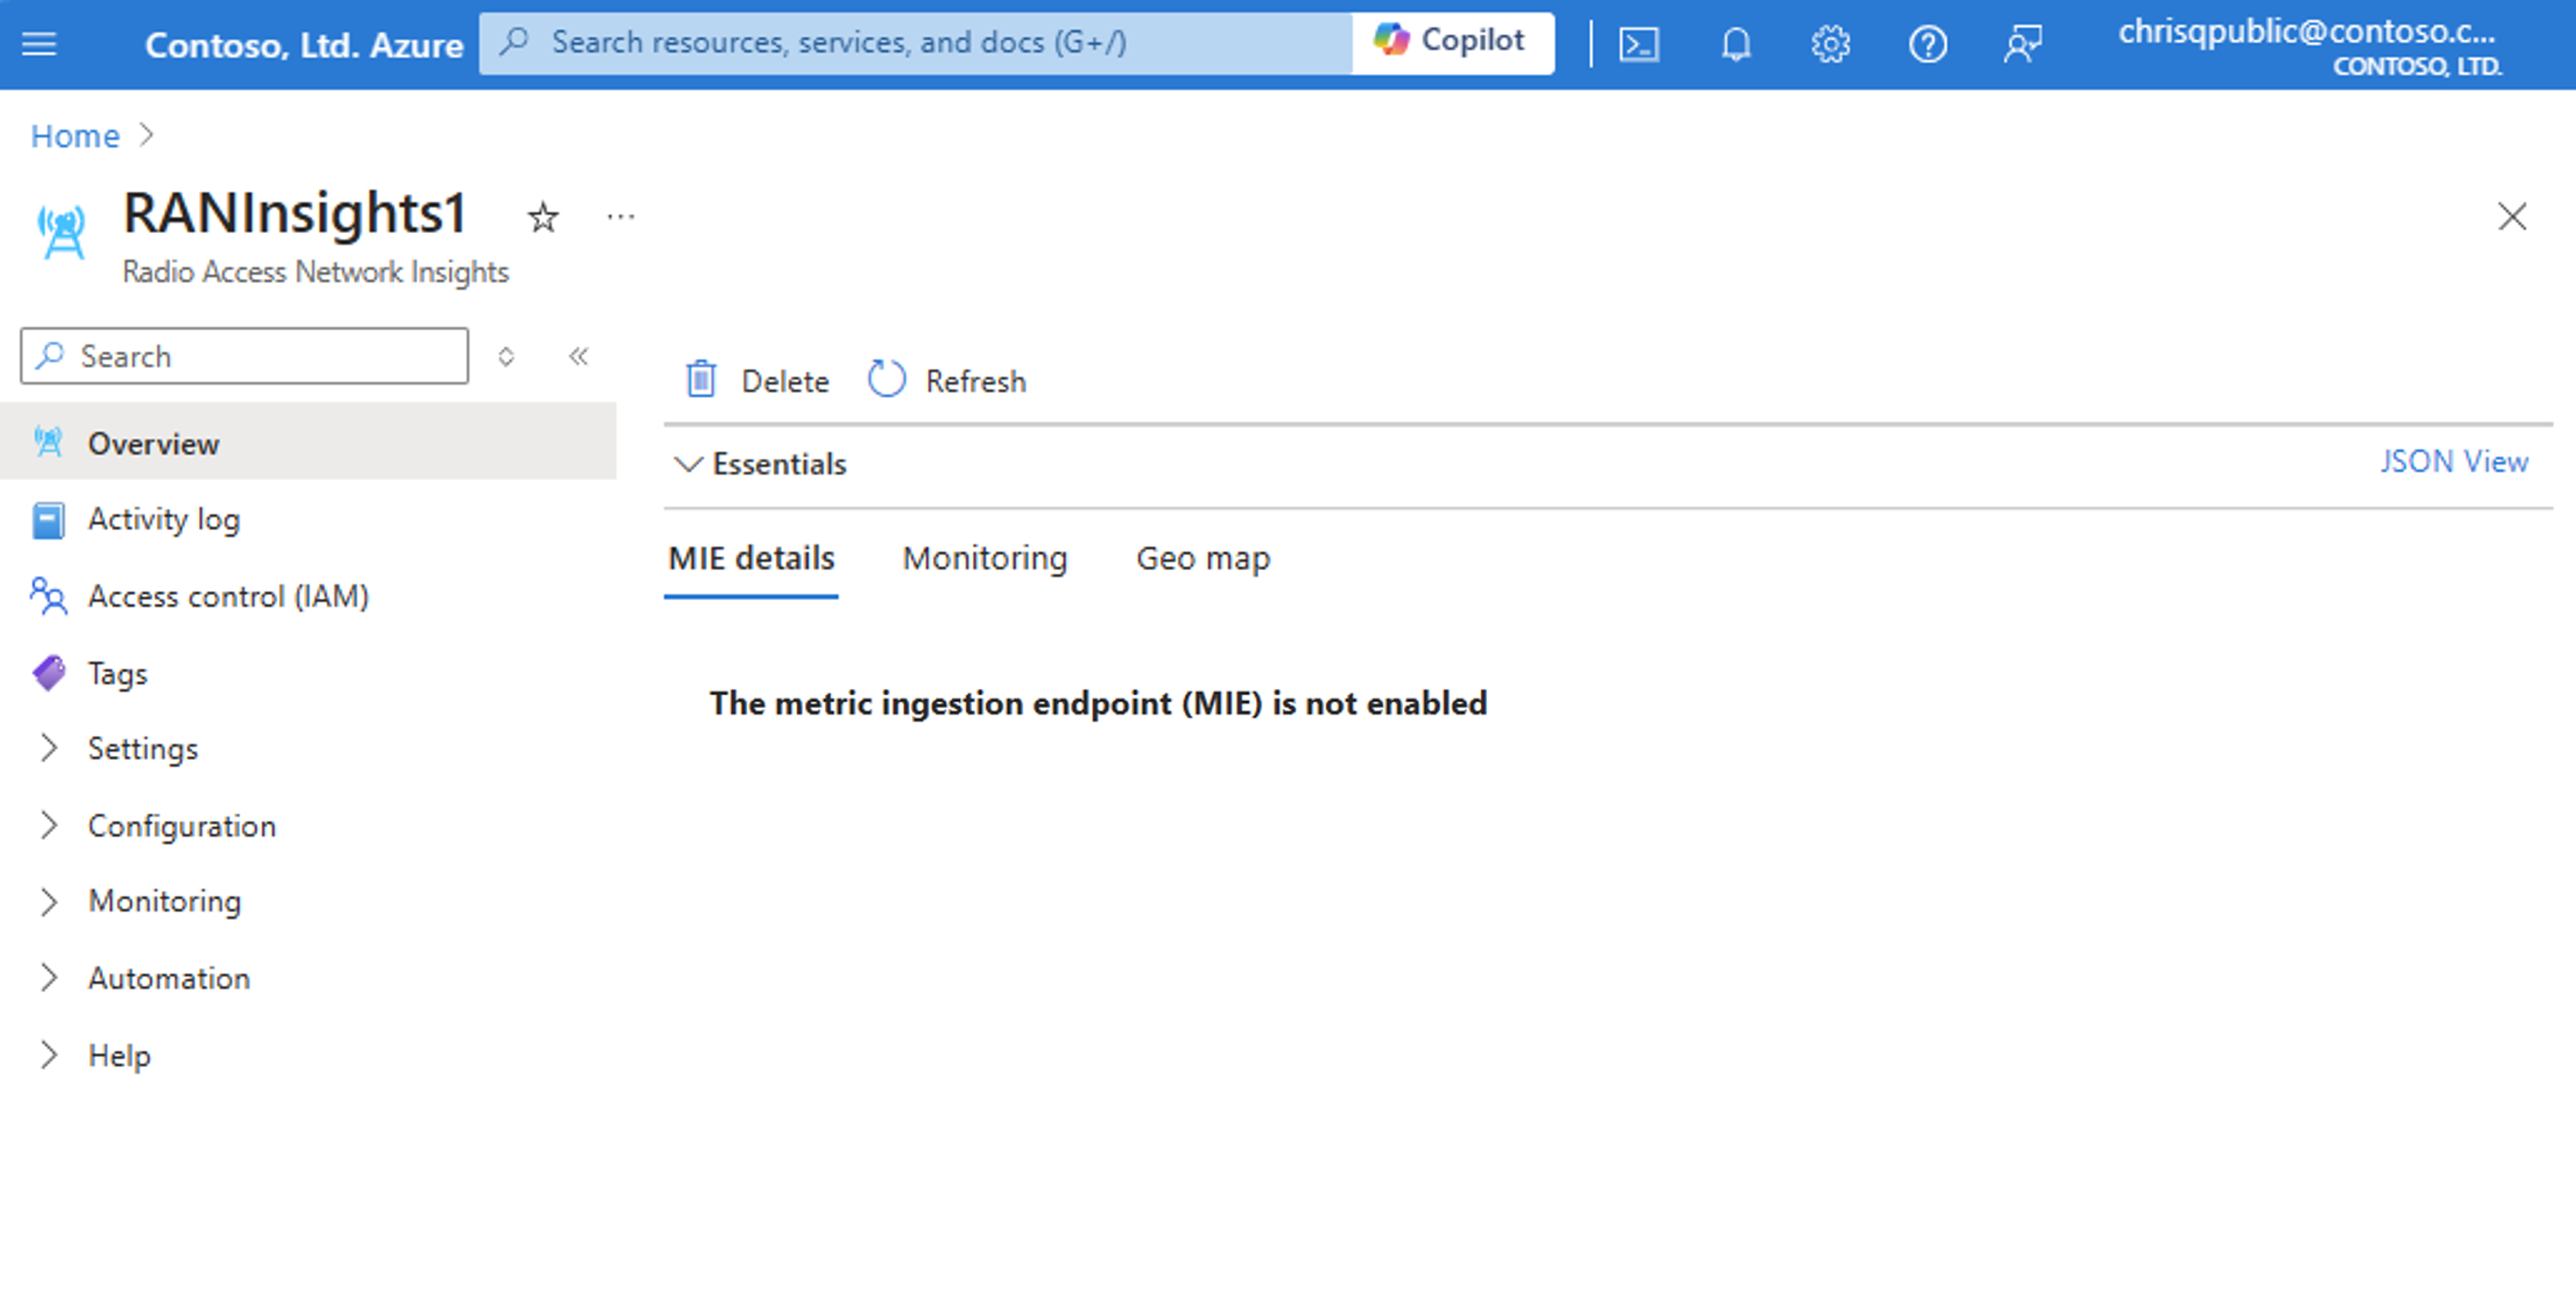 Contoso, Ltd. Azure
Search resources, services, and docs (G+/)
Copilot
chrisqpublic@contoso.c...
CONTOSO, LTD.
Home
RANInsights1
Radio Access Network Insights
Search
Overview
Activity log
Access control (IAM)
Tags
Settings
Configuration
Monitoring
Automation
Help
Delete
Refresh
Essentials
JSON View
MIE details
Monitoring
Geo map
The metric ingestion endpoint (MIE) is not enabled